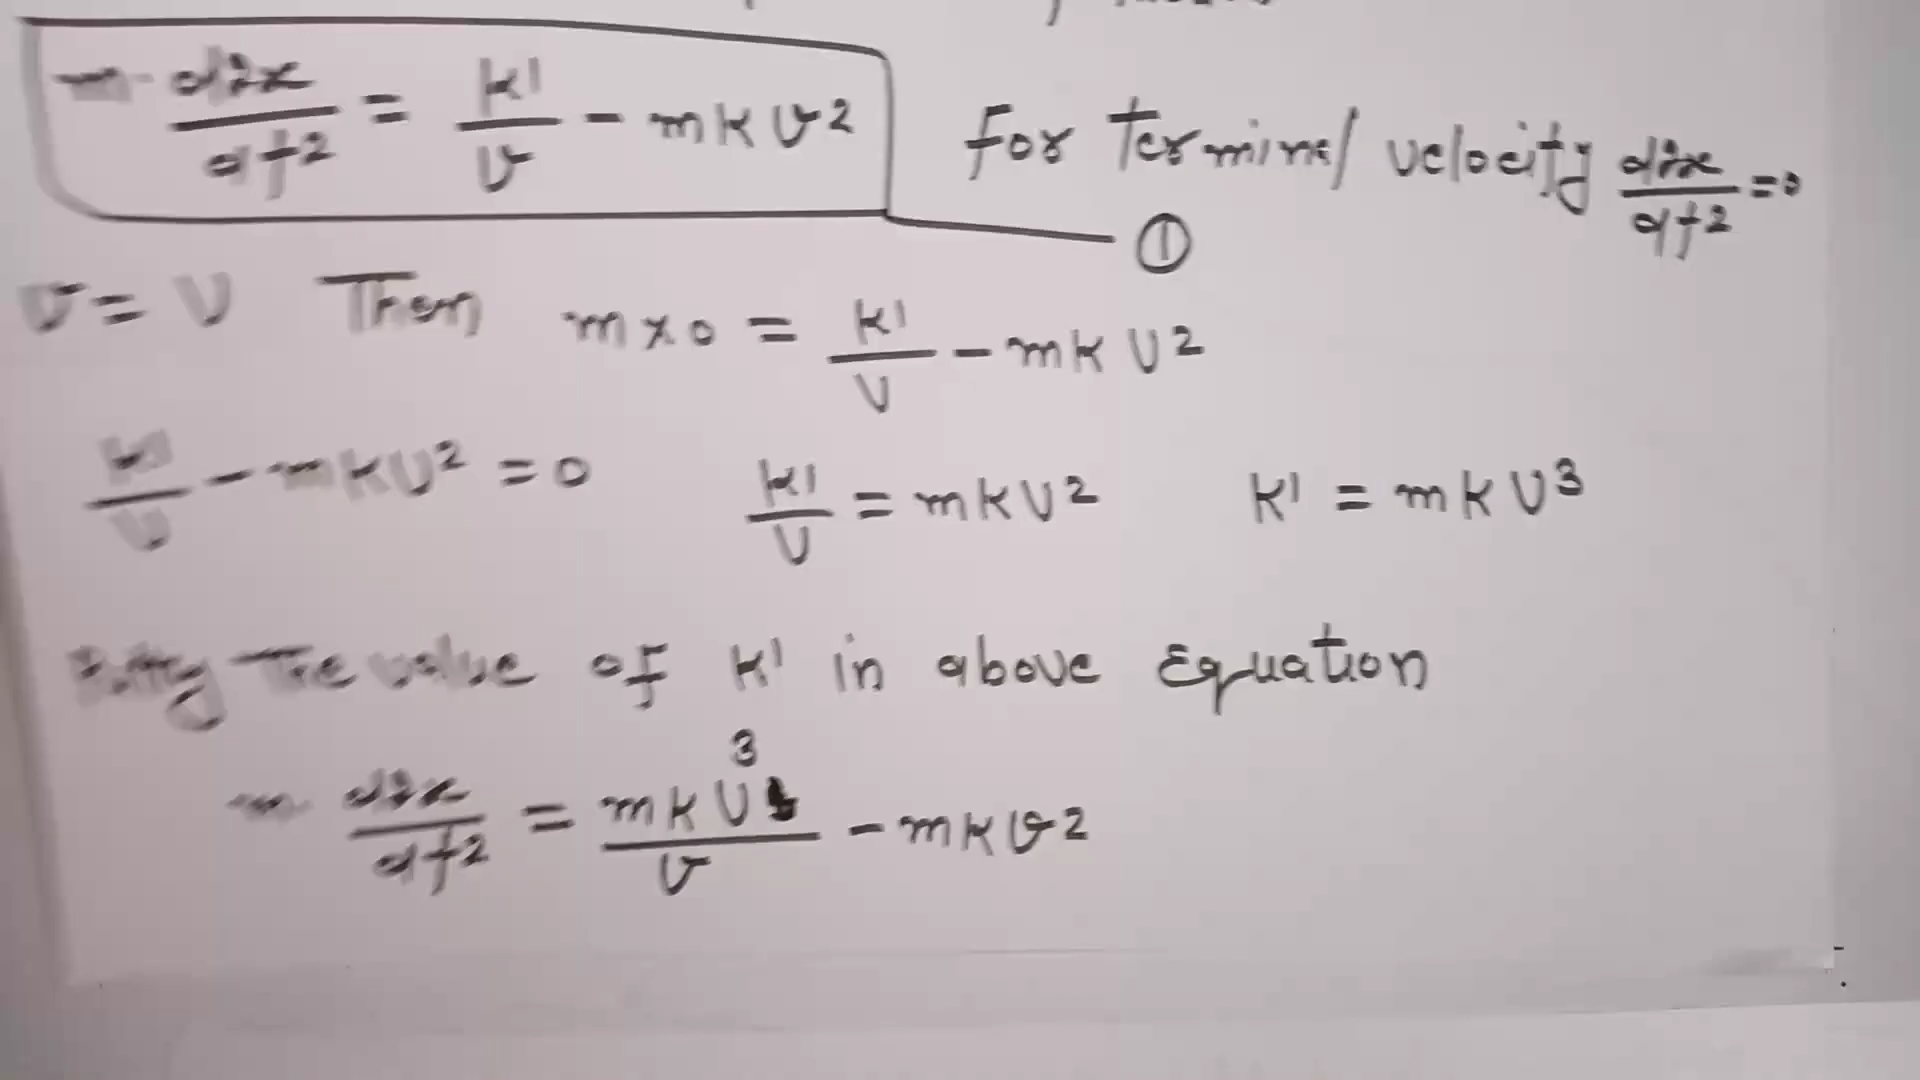 m d2x/dt2 = K'/v - mKv2 For Terminal velocity d2x/dt2 = 0
①
v = V Then m x 0 = K'/V - mKV2
K'/V - mKV2 = 0 K'/V = mKV2 K' = mKV3
Putting The value of K' in above Equation
m d2x/dt2 = mKV3/v - mKv2